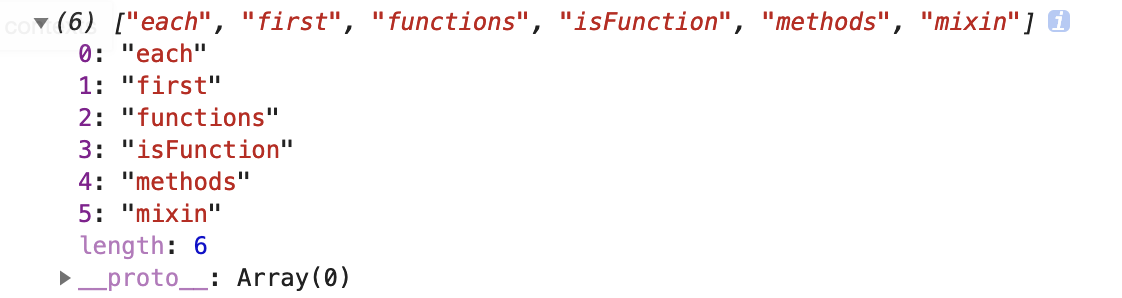 ▼(6) ["each", "first", "functions", "isFunction", "methods", "mixin"] i
0: "each"
1: "first"
2: "functions"
3: "isFunction"
4: "methods"
5: "mixin"
length: 6
▶__proto__: Array(0)